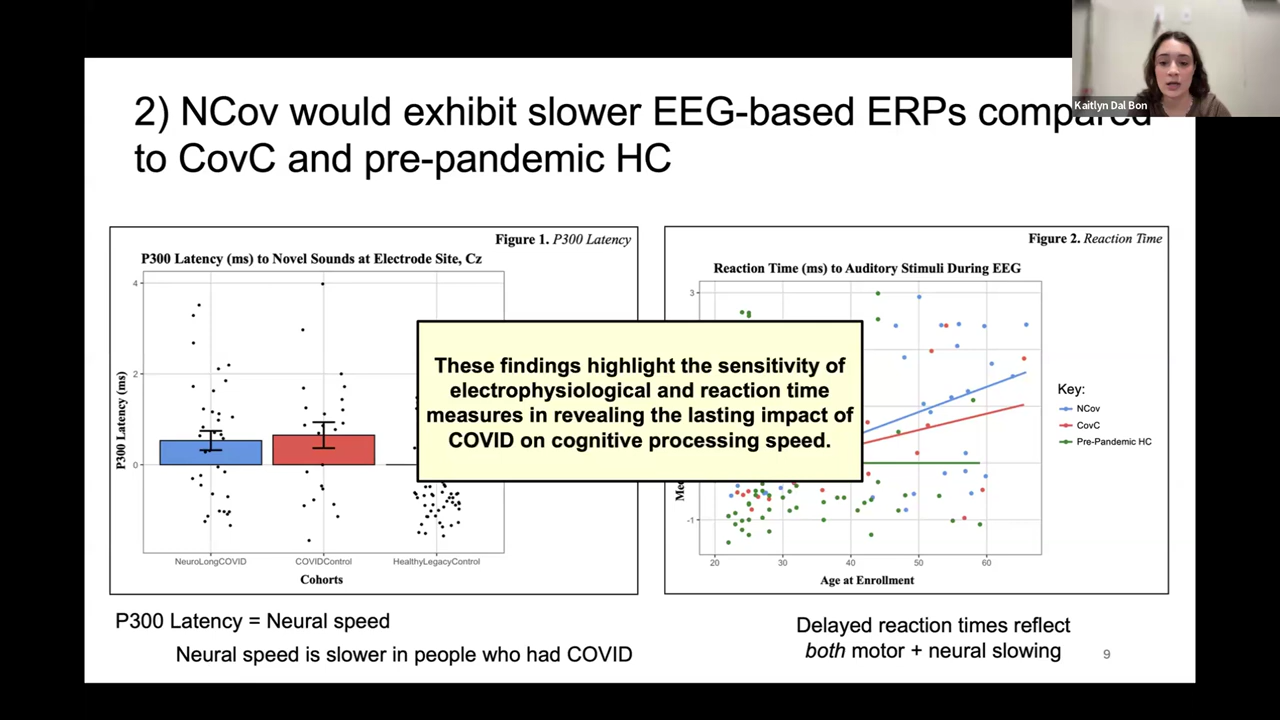 Kaitlyn Dal Bon
2) NCov would exhibit slower EEG-based ERPs compared
to CovC and pre-pandemic HC
Figure 1. P300 Latency
P300 Latency (ms) to Novel Sounds at Electrode Site, Cz
4
2
0
P300 Latency (ms)
NeuroLongCOVID
COVIDControl
HealthyLegacyControl
Cohorts
Figure 2. Reaction Time
Reaction Time (ms) to Auditory Stimuli During EEG
3
-1
20
30
40
50
60
Age at Enrollment
Key:
NCov
CovC
Pre-Pandemic HC
These findings highlight the sensitivity of
electrophysiological and reaction time
measures in revealing the lasting impact of
COVID on cognitive processing speed.
P300 Latency = Neural speed
Neural speed is slower in people who had COVID
Delayed reaction times reflect
both motor + neural slowing
9